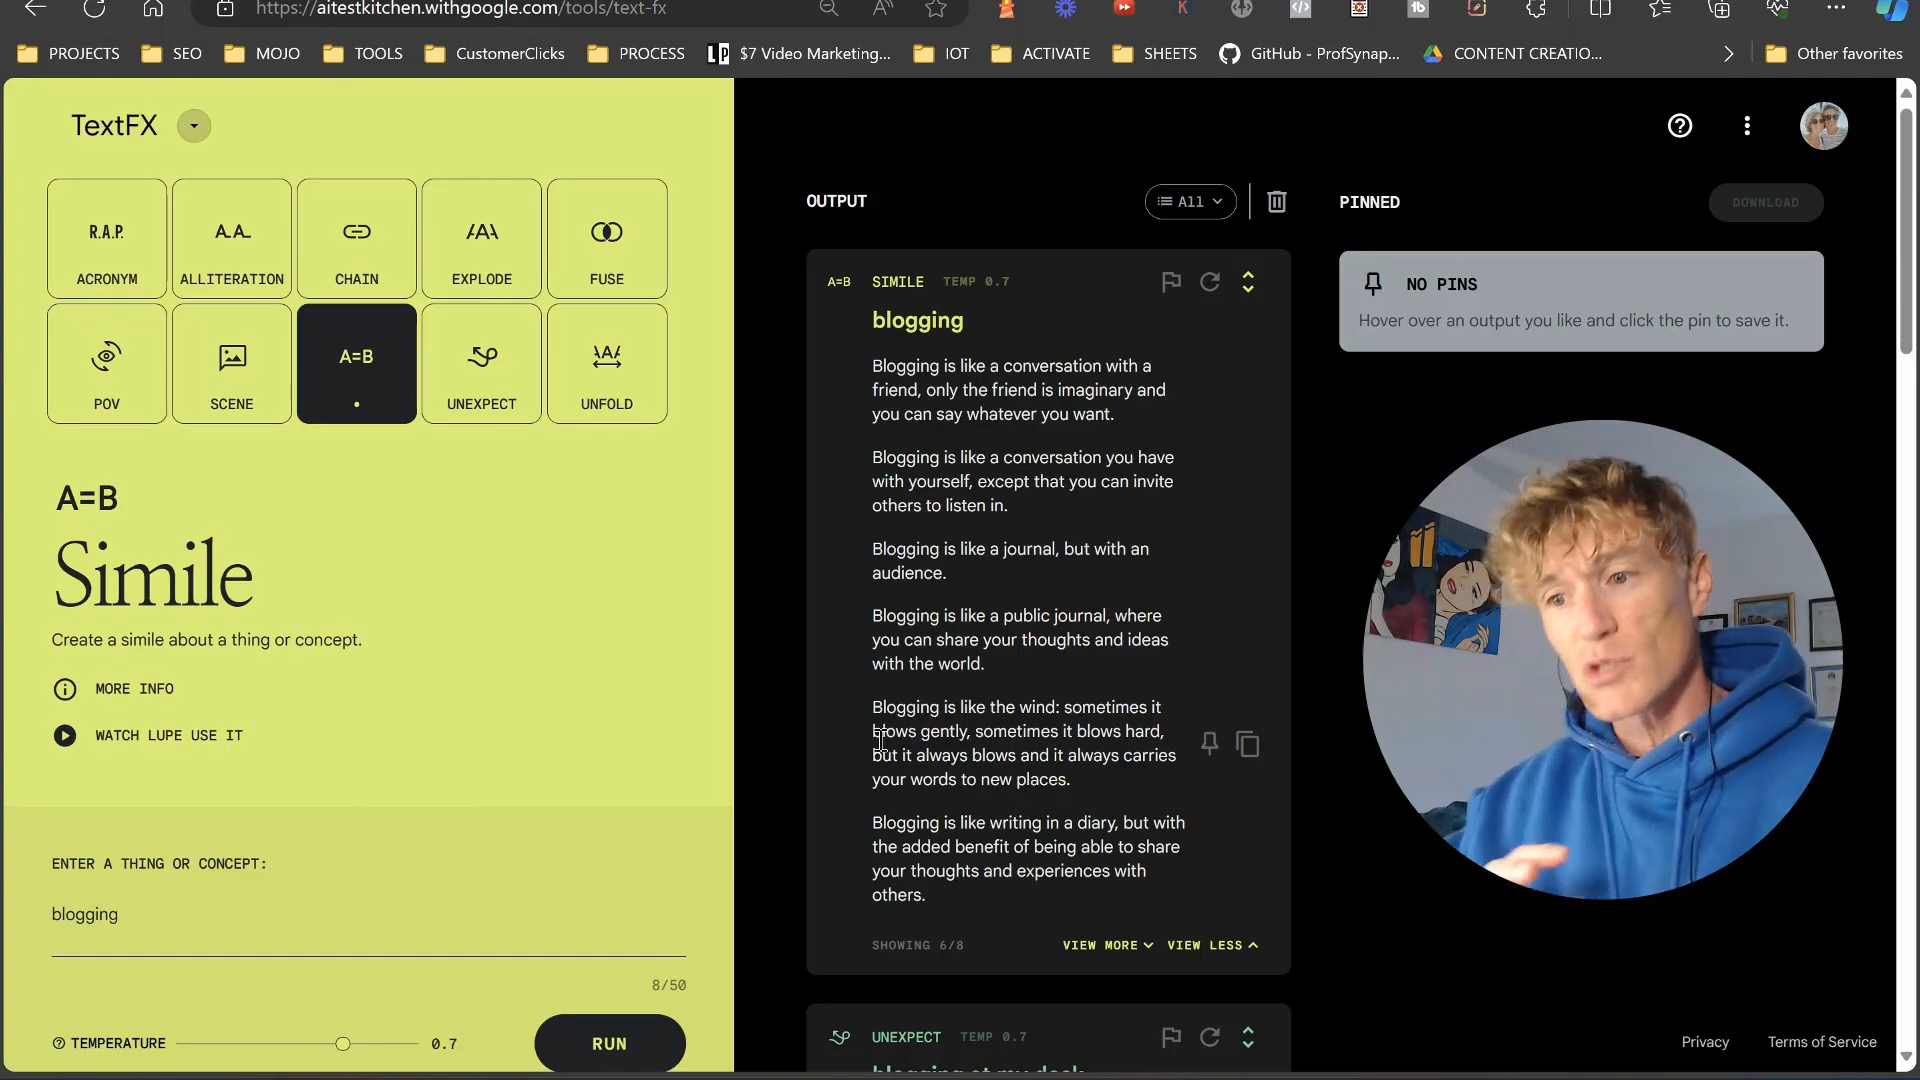 https://aitestkitchen.withgoogle.com/tools/text-fx
PROJECTS SEO MOJO TOOLS CustomerClicks PROCESS $7 Video Marketing... IOT ACTIVATE SHEETS GitHub - ProfSynap... CONTENT CREATIO... Other favorites
TextFX
R.A.P.
ACRONYM
A.A.
ALLITERATION
CHAIN
EXPLODE
FUSE
POV
SCENE
A=B
UNEXPECT
UNFOLD
A=B
Simile
Create a simile about a thing or concept.
MORE INFO
WATCH LUPE USE IT
ENTER A THING OR CONCEPT:
blogging
8/50
TEMPERATURE 0.7
RUN
OUTPUT
All
A=B SIMILE TEMP 0.7
blogging
Blogging is like a conversation with a
friend, only the friend is imaginary and
you can say whatever you want.
Blogging is like a conversation you have
with yourself, except that you can invite
others to listen in.
Blogging is like a journal, but with an
audience.
Blogging is like a public journal, where
you can share your thoughts and ideas
with the world.
Blogging is like the wind: sometimes it
blows gently, sometimes it blows hard,
but it always blows and it always carries
your words to new places.
Blogging is like writing in a diary, but with
the added benefit of being able to share
your thoughts and experiences with
others.
SHOWING 6/8 VIEW MORE VIEW LESS
UNEXPECT TEMP 0.7
blogging at my desk
PINNED
DOWNLOAD
NO PINS
Hover over an output you like and click the pin to save it.
Privacy Terms of Service